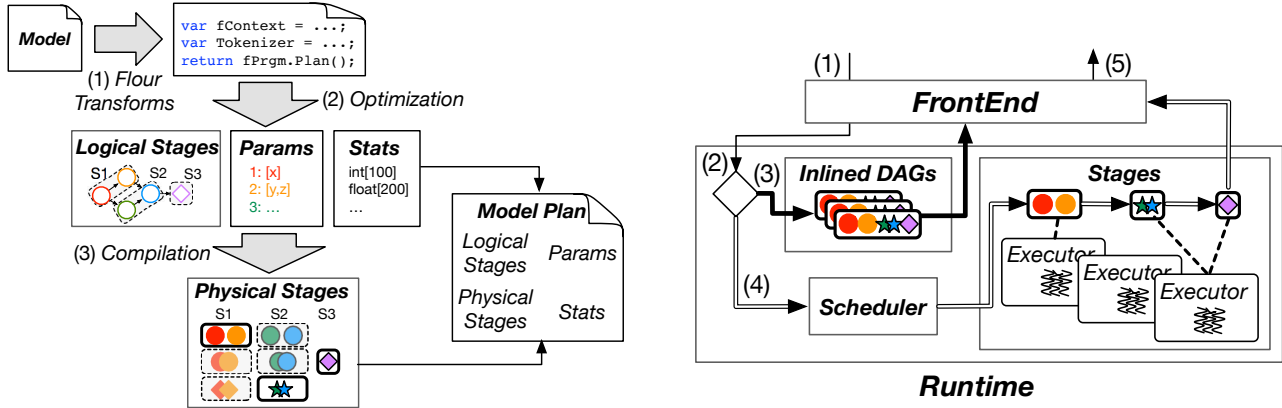 Model
var fContext = ...;
var Tokenizer = ...;
return fPrgm.Plan();
(1) Flour
Transforms
(2) Optimization
Logical Stages
S1
S2
S3
Params
1: [x]
2: [y,z]
3: ...
Stats
int[100]
float[200]
...
(3) Compilation
Physical Stages
S1 S2 S3
Model Plan
Logical
Stages
Params
Physical
Stages
Stats
(1)
(5)
FrontEnd
(2)
(3)
Inlined DAGs
Stages
Executor
Executor
Executor
(4)
Scheduler
Runtime